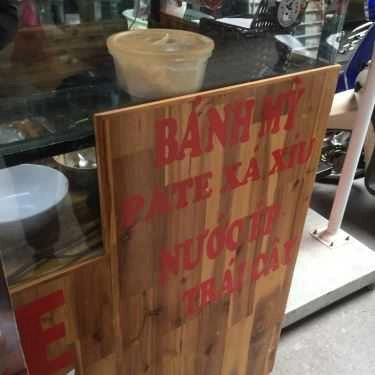 BÁNH MỲ
PATE XÁ XÍU
NƯỚC ÉP
TRÁI CÂY
E